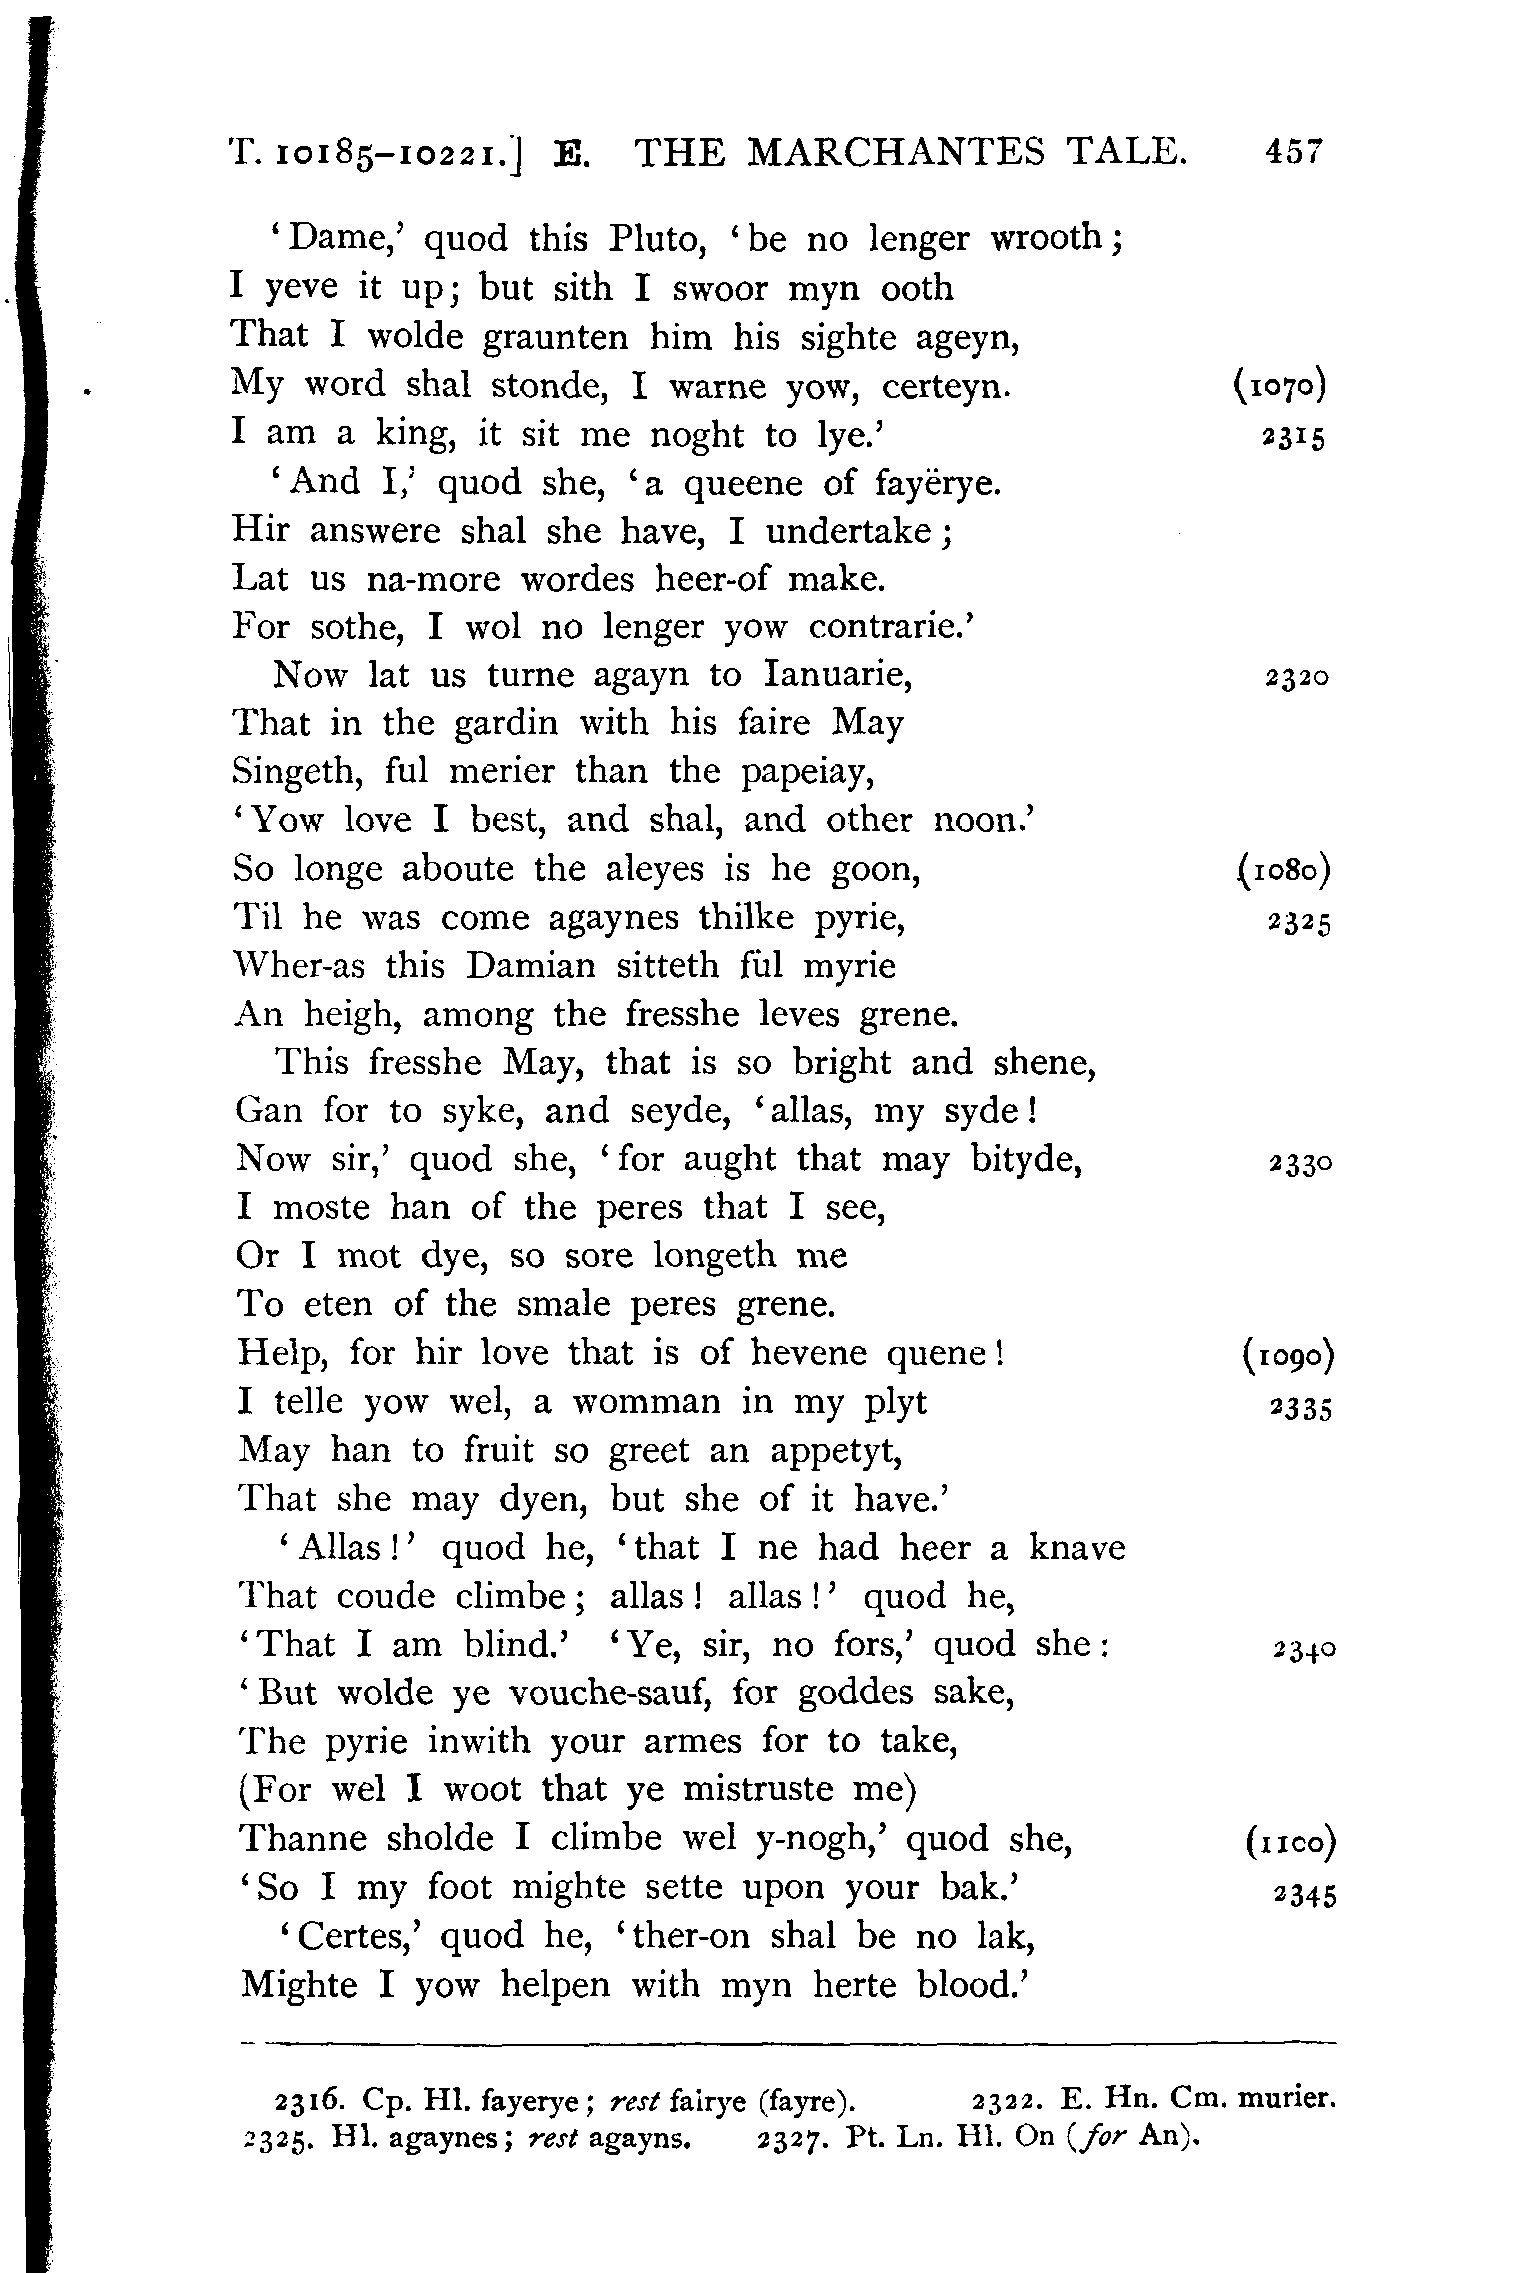 T. 10185–10221.] E. THE MARCHANTES TALE. 457
‘Dame,’ quod this Pluto, ‘be no lenger wrooth;
I yeve it up; but sith I swoor myn ooth
That I wolde graunten him his sighte ageyn,
My word shal stonde, I warne yow, certeyn. (1070)
I am a king, it sit me noght to lye.’ 2315
‘And I,’ quod she, ‘a queene of fayërye.
Hir answere shal she have, I undertake;
Lat us na-more wordes heer-of make.
For sothe, I wol no lenger yow contrarie.’
Now lat us turne agayn to Ianuarie, 2320
That in the gardin with his faire May
Singeth, ful merier than the papeiay,
‘Yow love I best, and shal, and other noon.’
So longe aboute the aleyes is he goon, (1080)
Til he was come agaynes thilke pyrie, 2325
Wher-as this Damian sitteth ful myrie
An heigh, among the fresshe leves grene.
This fresshe May, that is so bright and shene,
Gan for to syke, and seyde, ‘allas, my syde!
Now sir,’ quod she, ‘for aught that may bityde, 2330
I moste han of the peres that I see,
Or I mot dye, so sore longeth me
To eten of the smale peres grene.
Help, for hir love that is of hevene quene! (1090)
I telle yow wel, a womman in my plyt 2335
May han to fruit so greet an appetyt,
That she may dyen, but she of it have.’
‘Allas!’ quod he, ‘that I ne had heer a knave
That coude climbe; allas! allas!’ quod he,
‘That I am blind.’ ‘Ye, sir, no fors,’ quod she: 2340
‘But wolde ye vouche-sauf, for goddes sake,
The pyrie inwith your armes for to take,
(For wel I woot that ye mistruste me)
Thanne sholde I climbe wel y-nogh,’ quod she, (1100)
‘So I my foot mighte sette upon your bak.’ 2345
‘Certes,’ quod he, ‘ther-on shal be no lak,
Mighte I yow helpen with myn herte blood.’
2316. Cp. Hl. fayerye; rest fairye (fayre). 2322. E. Hn. Cm. murier.
2325. Hl. agaynes; rest agayns. 2327. Pt. Ln. Hl. On (for An).